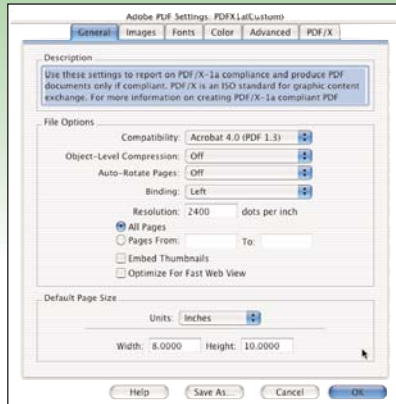 Adobe PDF Settings: PDFX1a(Custom)
General Images Fonts Color Advanced PDF/X
Description
Use these settings to report on PDF/X-1a compliance and produce PDF
documents only if compliant. PDF/X is an ISO standard for graphic content
exchange. For more information on creating PDF/X-1a compliant PDF
File Options
Compatibility: Acrobat 4.0 (PDF 1.3)
Object-Level Compression: Off
Auto-Rotate Pages: Off
Binding: Left
Resolution: 2400 dots per inch
All Pages
Pages From: To:
Embed Thumbnails
Optimize For Fast Web View
Default Page Size
Units: Inches
Width: 8.0000 Height: 10.0000
Help Save As... Cancel OK